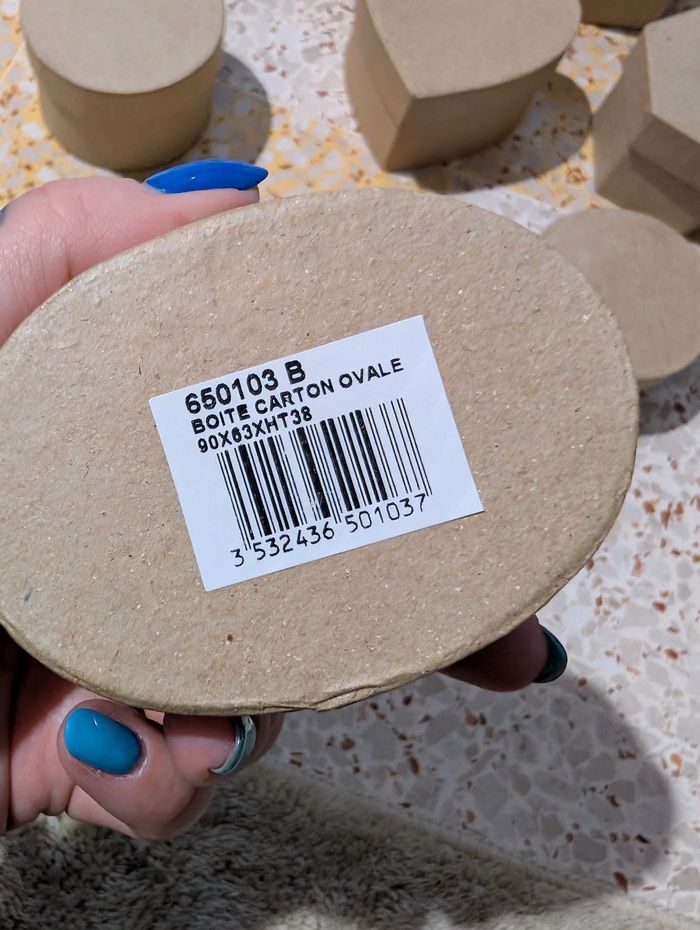 650103 B
BOITE CARTON OVALE
90X63XHT38
3 532436 501037